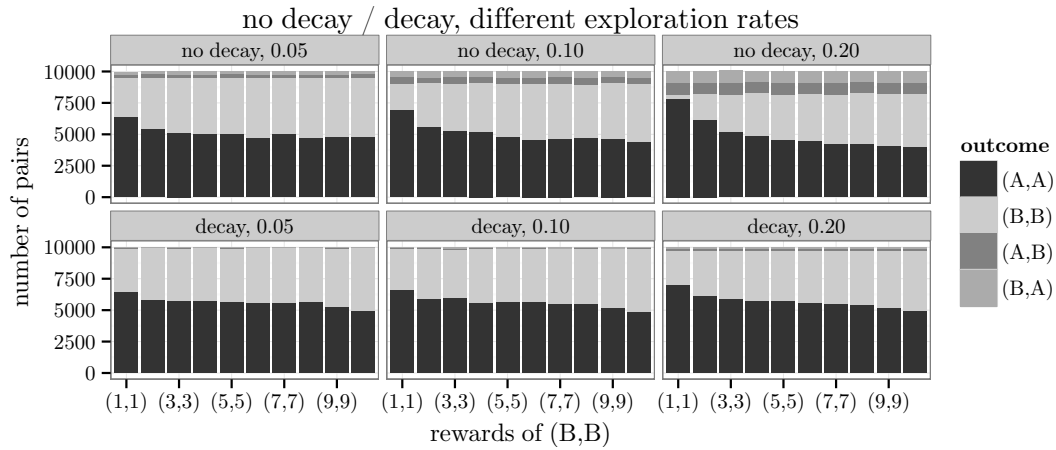 no decay / decay, different exploration rates
no decay, 0.05
no decay, 0.10
no decay, 0.20
10000
7500
5000
2500
0
decay, 0.05
decay, 0.10
decay, 0.20
10000
7500
5000
2500
0
(1,1) (3,3) (5,5) (7,7) (9,9)
(1,1) (3,3) (5,5) (7,7) (9,9)
(1,1) (3,3) (5,5) (7,7) (9,9)
rewards of (B,B)
number of pairs
outcome
(A,A)
(B,B)
(A,B)
(B,A)